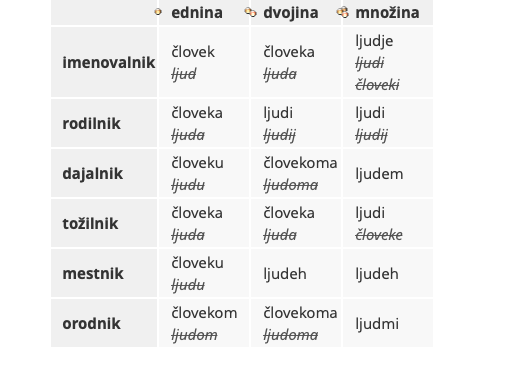 ednina dvojina množina
imenovalnik človek človeka ljudje
ljud ljuda ljudi
človeki
rodilnik človeka ljudi ljudi
ljuda ljudij ljudij
dajalnik človeku človekoma ljudem
ljudu ljudoma
tožilnik človeka človeka ljudi
ljuda ljuda človeke
mestnik človeku ljudeh ljudeh
ljudu
orodnik človekom človekoma ljudmi
ljudom ljudoma